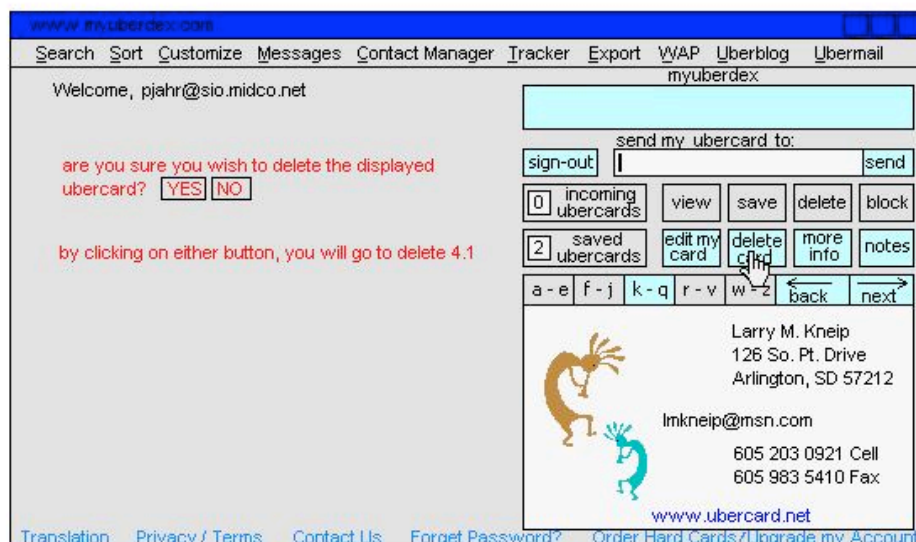 www.myuberdex.com
Search Sort Customize Messages Contact Manager Tracker Export WAP Uberblog Ubermail
Welcome, pjahr@sio.midco.net
are you sure you wish to delete the displayed
ubercard? YES NO
by clicking on either button, you will go to delete 4.1
myuberdex
send my ubercard to:
sign-out send
0 incoming ubercards view save delete block
2 saved ubercards edit my card delete card more info notes
a - e f - j k - q r - v w - z back next
Larry M. Kneip
126 So. Pt. Drive
Arlington, SD 57212
lmkneip@msn.com
605 203 0921 Cell
605 983 5410 Fax
www.ubercard.net
Translation Privacy / Terms Contact Us Forget Password? Order Hard Cards/Upgrade my Account